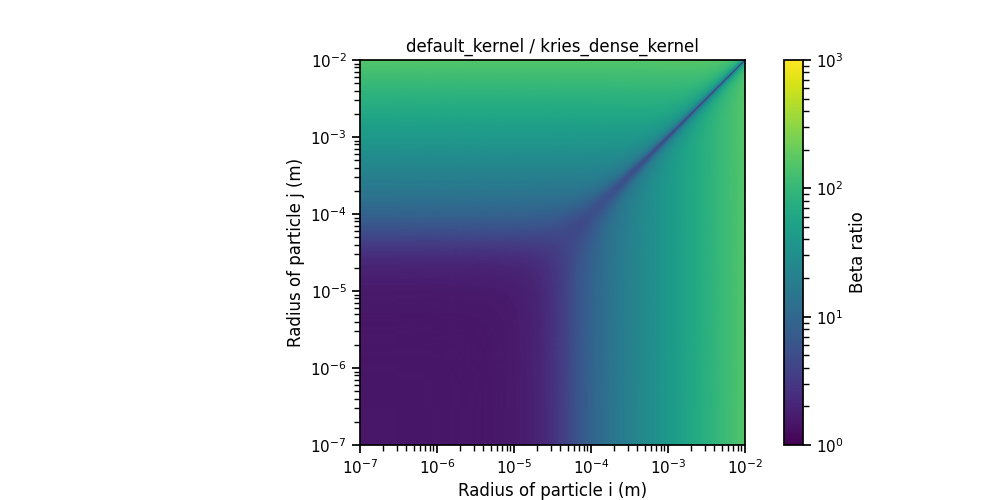 default_kernel / kries_dense_kernel
Radius of particle j (m)
10⁻²
10⁻³
10⁻⁴
10⁻⁵
10⁻⁶
10⁻⁷
10⁻⁷ 10⁻⁶ 10⁻⁵ 10⁻⁴ 10⁻³ 10⁻²
Radius of particle i (m)
10³
10²
10¹
10⁰
Beta ratio